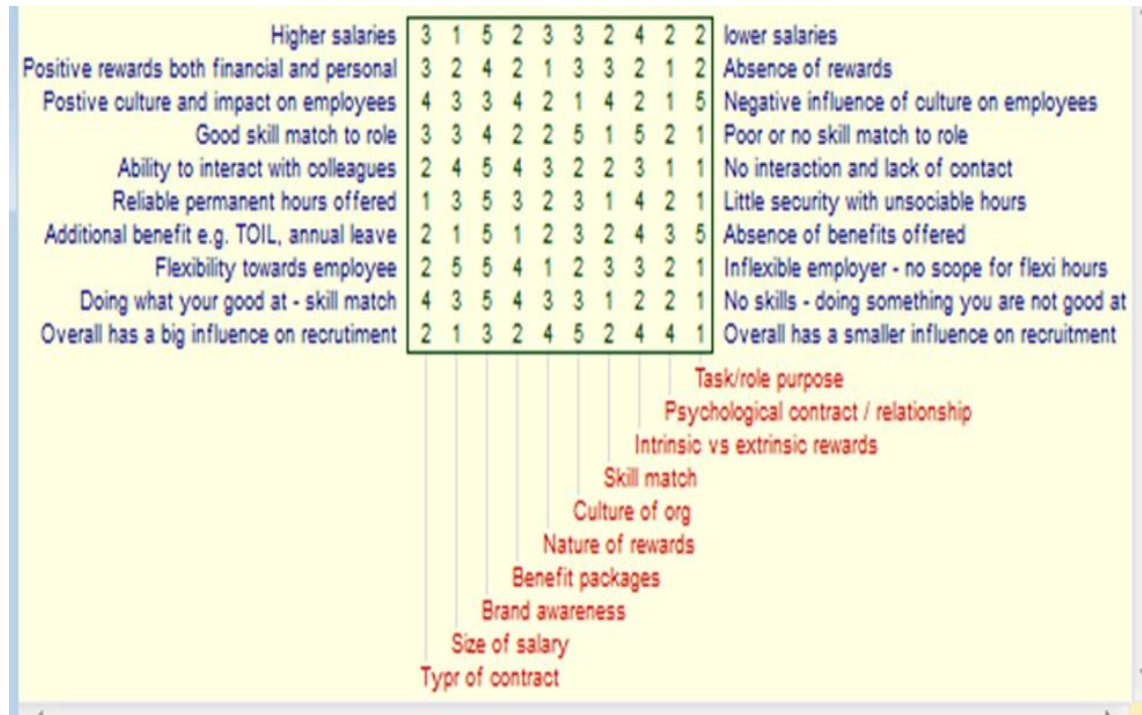 Higher salaries 3 1 5 2 3 3 2 4 2 2 lower salaries
Positive rewards both financial and personal 3 2 4 2 1 3 3 2 1 2 Absence of rewards
Postive culture and impact on employees 4 3 3 4 2 1 4 2 1 5 Negative influence of culture on employees
Good skill match to role 3 3 4 2 2 5 1 5 2 1 Poor or no skill match to role
Ability to interact with colleagues 2 4 5 4 3 2 2 3 1 1 No interaction and lack of contact
Reliable permanent hours offered 1 3 5 3 2 3 1 4 2 1 Little security with unsociable hours
Additional benefit e.g. TOIL, annual leave 2 1 5 1 2 3 2 4 3 5 Absence of benefits offered
Flexibility towards employee 2 5 5 4 1 2 3 3 2 1 Inflexible employer - no scope for flexi hours
Doing what your good at - skill match 4 3 5 4 3 3 1 2 2 1 No skills - doing something you are not good at
Overall has a big influence on recrutiment 2 1 3 2 4 5 2 4 4 1 Overall has a smaller influence on recruitment
Task/role purpose
Psychological contract / relationship
Intrinsic vs extrinsic rewards
Skill match
Culture of org
Nature of rewards
Benefit packages
Brand awareness
Size of salary
Typr of contract